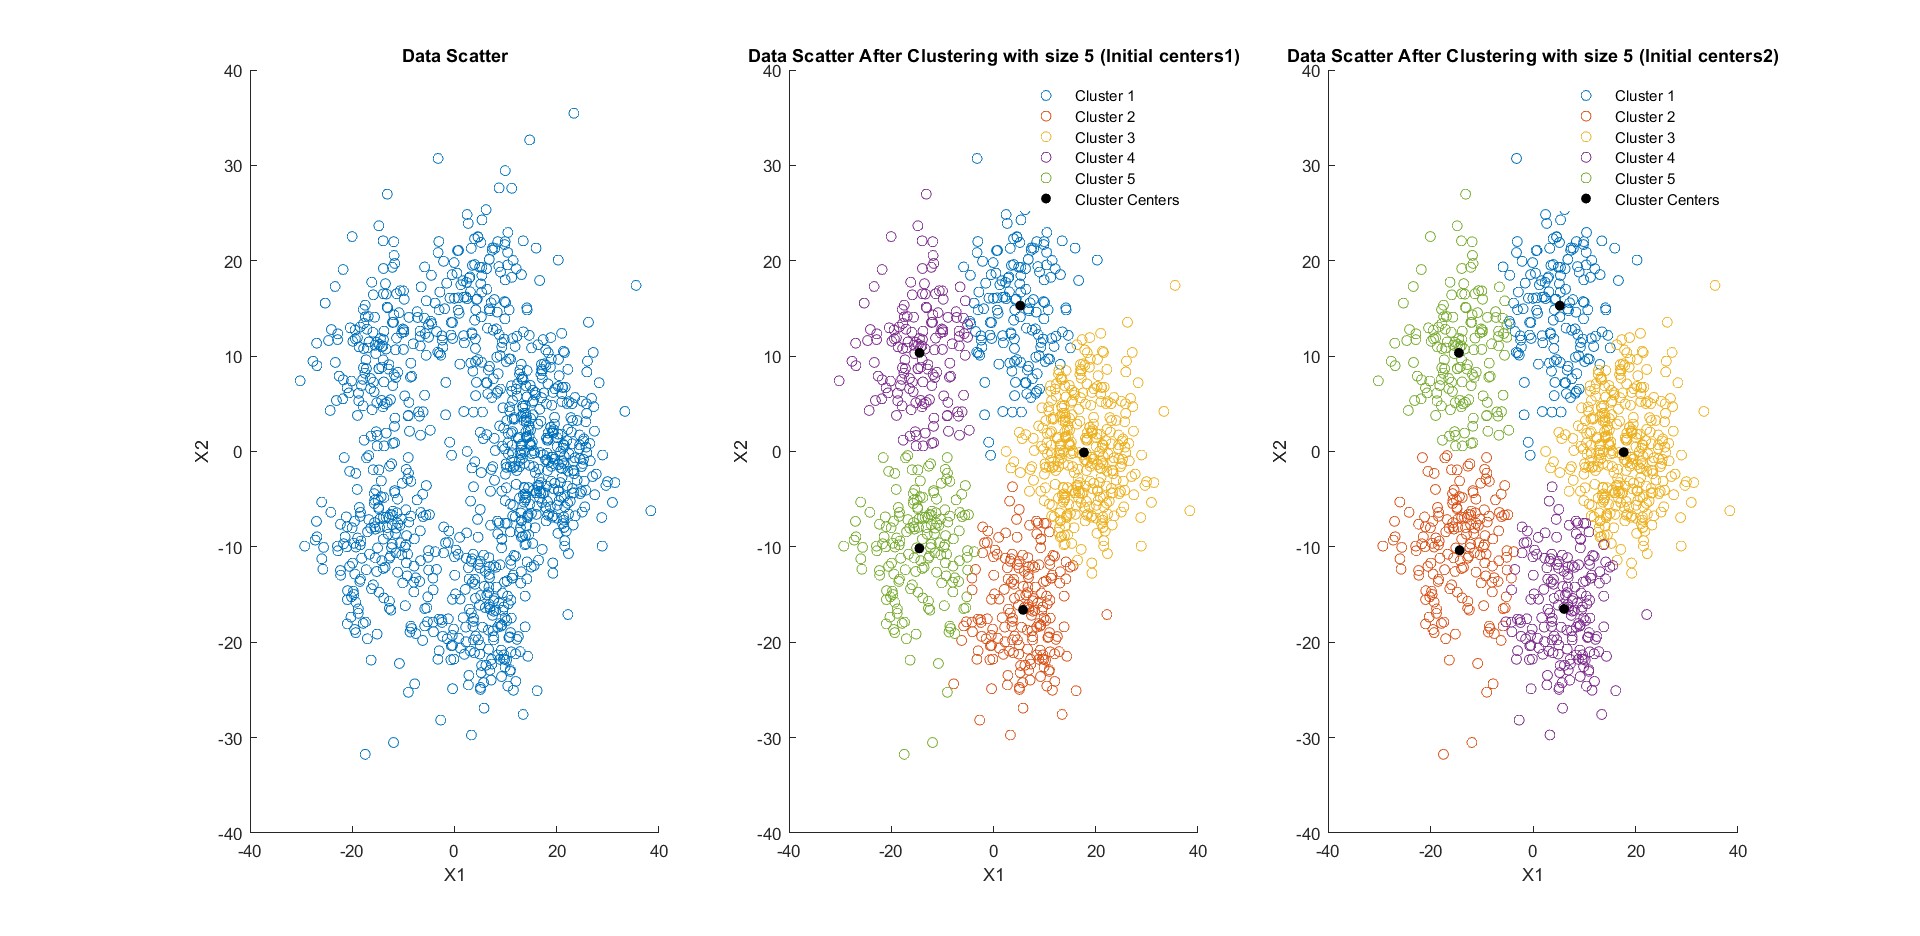 Data Scatter
40
30
20
10
0
-10
-20
-30
-40
-40
-20
0
20
40
X1
X2
Data Scatter After Clustering with size 5 (Initial centers1)
40
30
20
10
0
-10
-20
-30
-40
-40
-20
0
20
40
X1
X2
Cluster 1
Cluster 2
Cluster 3
Cluster 4
Cluster 5
Cluster Centers
Data Scatter After Clustering with size 5 (Initial centers2)
40
30
20
10
0
-10
-20
-30
-40
-40
-20
0
20
40
X1
X2
Cluster 1
Cluster 2
Cluster 3
Cluster 4
Cluster 5
Cluster Centers